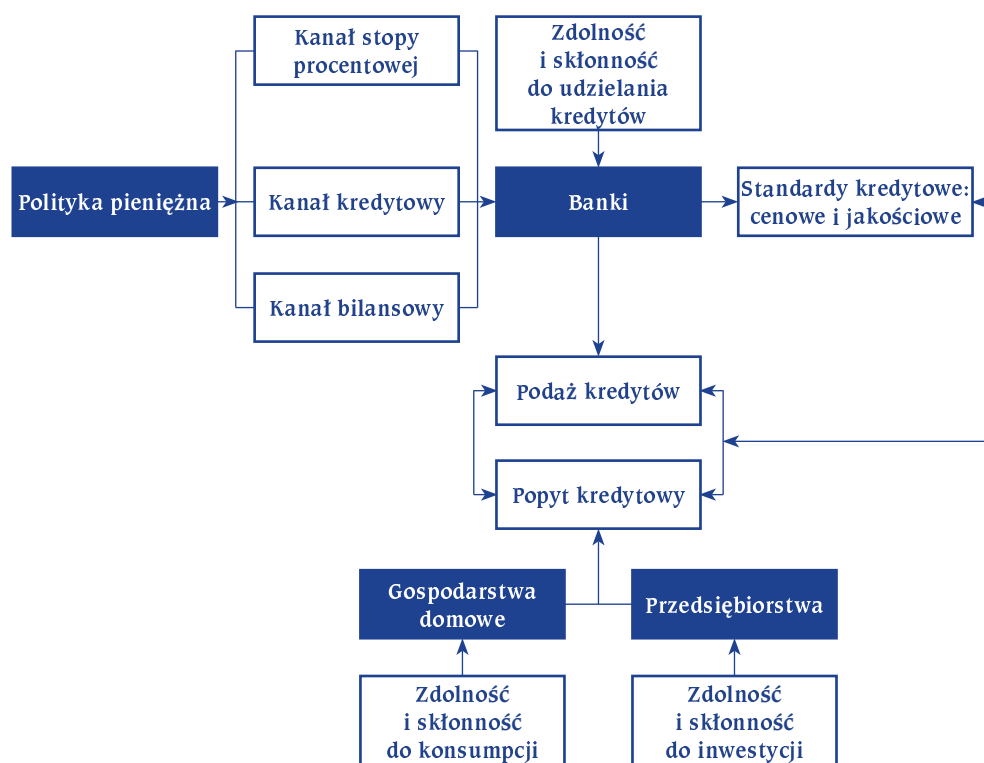 Kanał stopy
procentowej
Zdolność
i skłonność
do udzielania
kredytów
Polityka pieniężna
Kanał kredytowy
Banki
Standardy kredytowe:
cenowe i jakościowe
Kanał bilansowy
Podaż kredytów
Popyt kredytowy
Gospodarstwa
domowe
Przedsiębiorstwa
Zdolność
i skłonność
do konsumpcji
Zdolność
i skłonność
do inwestycji